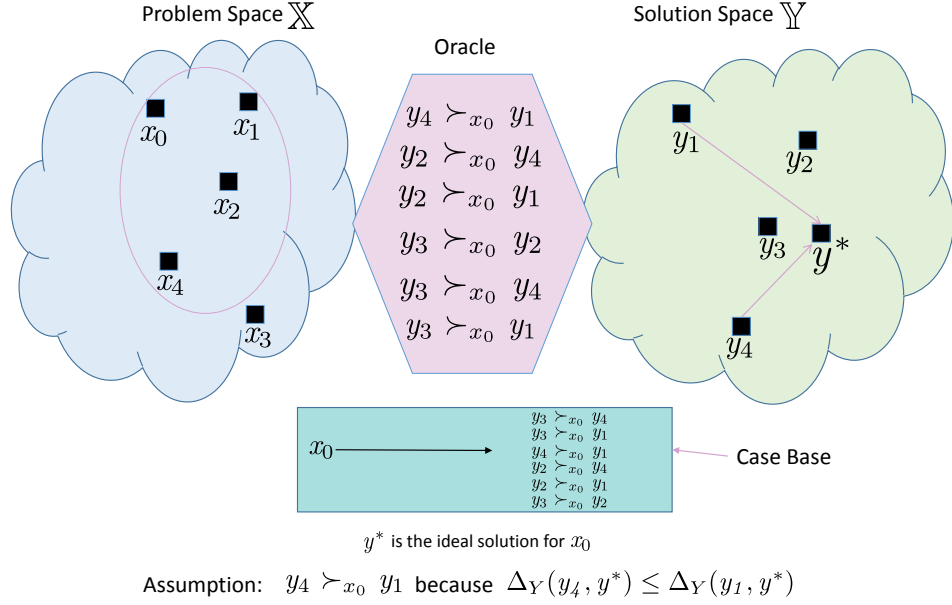 Problem Space 𝕏
Solution Space 𝕐
Oracle
x₀
x₁
x₂
x₄
x₃
y₄ ≻ₓ₀ y₁
y₂ ≻ₓ₀ y₄
y₂ ≻ₓ₀ y₁
y₃ ≻ₓ₀ y₂
y₃ ≻ₓ₀ y₄
y₃ ≻ₓ₀ y₁
y₁
y₂
y₃
y*
y₄
x₀
y₃ ≻ₓ₀ y₄
y₃ ≻ₓ₀ y₁
y₄ ≻ₓ₀ y₁
y₂ ≻ₓ₀ y₄
y₂ ≻ₓ₀ y₁
y₃ ≻ₓ₀ y₂
Case Base
y* is the ideal solution for x₀
Assumption: y₄ ≻ₓ₀ y₁ because Δ_Y(y₄, y*) ≤ Δ_Y(y₁, y*)